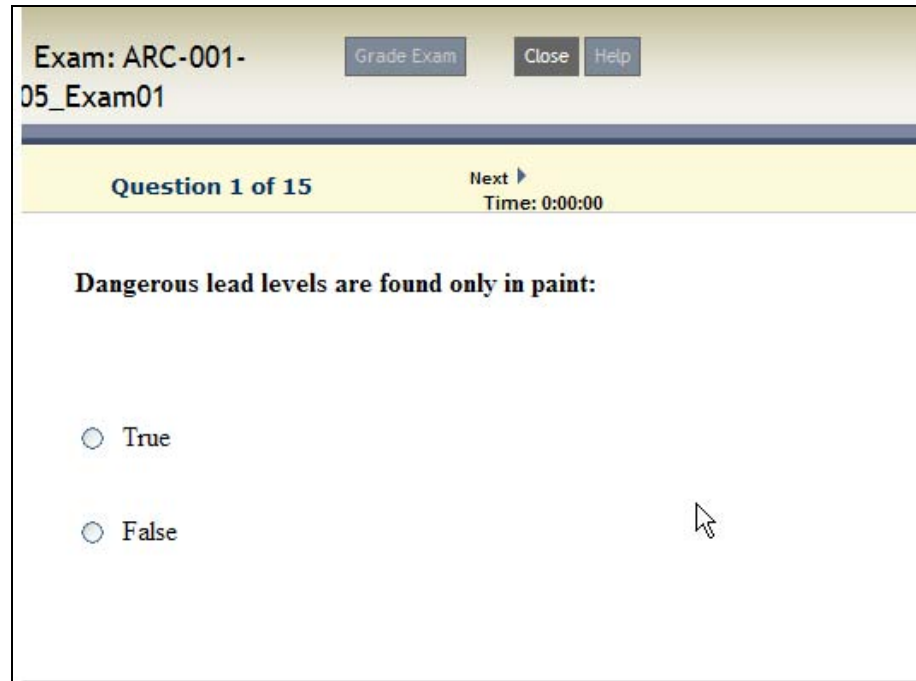 Exam: ARC-001-
05_Exam01
Grade Exam
Close
Help
Question 1 of 15
Next
Time: 0:00:00
Dangerous lead levels are found only in paint:
True
False